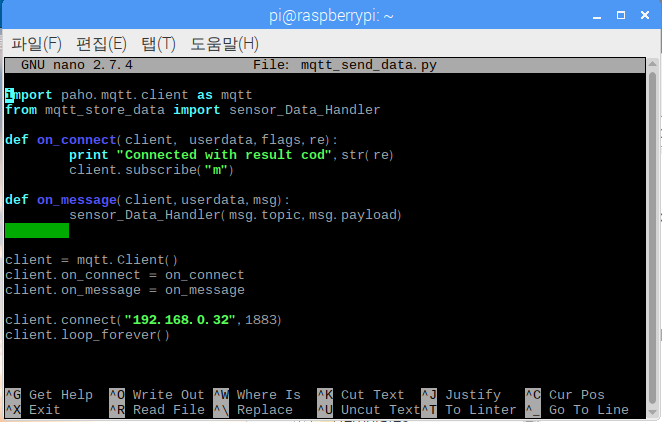 pi@raspberrypi: ~
파일(F) 편집(E) 탭(T) 도움말(H)
GNU nano 2.7.4 File: mqtt_send_data.py
import paho.mqtt.client as mqtt
from mqtt_store_data import sensor_Data_Handler
def on_connect(client, userdata,flags,re):
print "Connected with result cod",str(re)
client.subscribe("m")
def on_message(client,userdata,msg):
sensor_Data_Handler(msg.topic,msg.payload)
client = mqtt.Client()
client.on_connect = on_connect
client.on_message = on_message
client.connect("192.168.0.32",1883)
client.loop_forever()
^G Get Help ^O Write Out ^W Where Is ^K Cut Text ^J Justify ^C Cur Pos
^X Exit ^R Read File ^\ Replace ^U Uncut Text ^T To Linter ^_ Go To Line